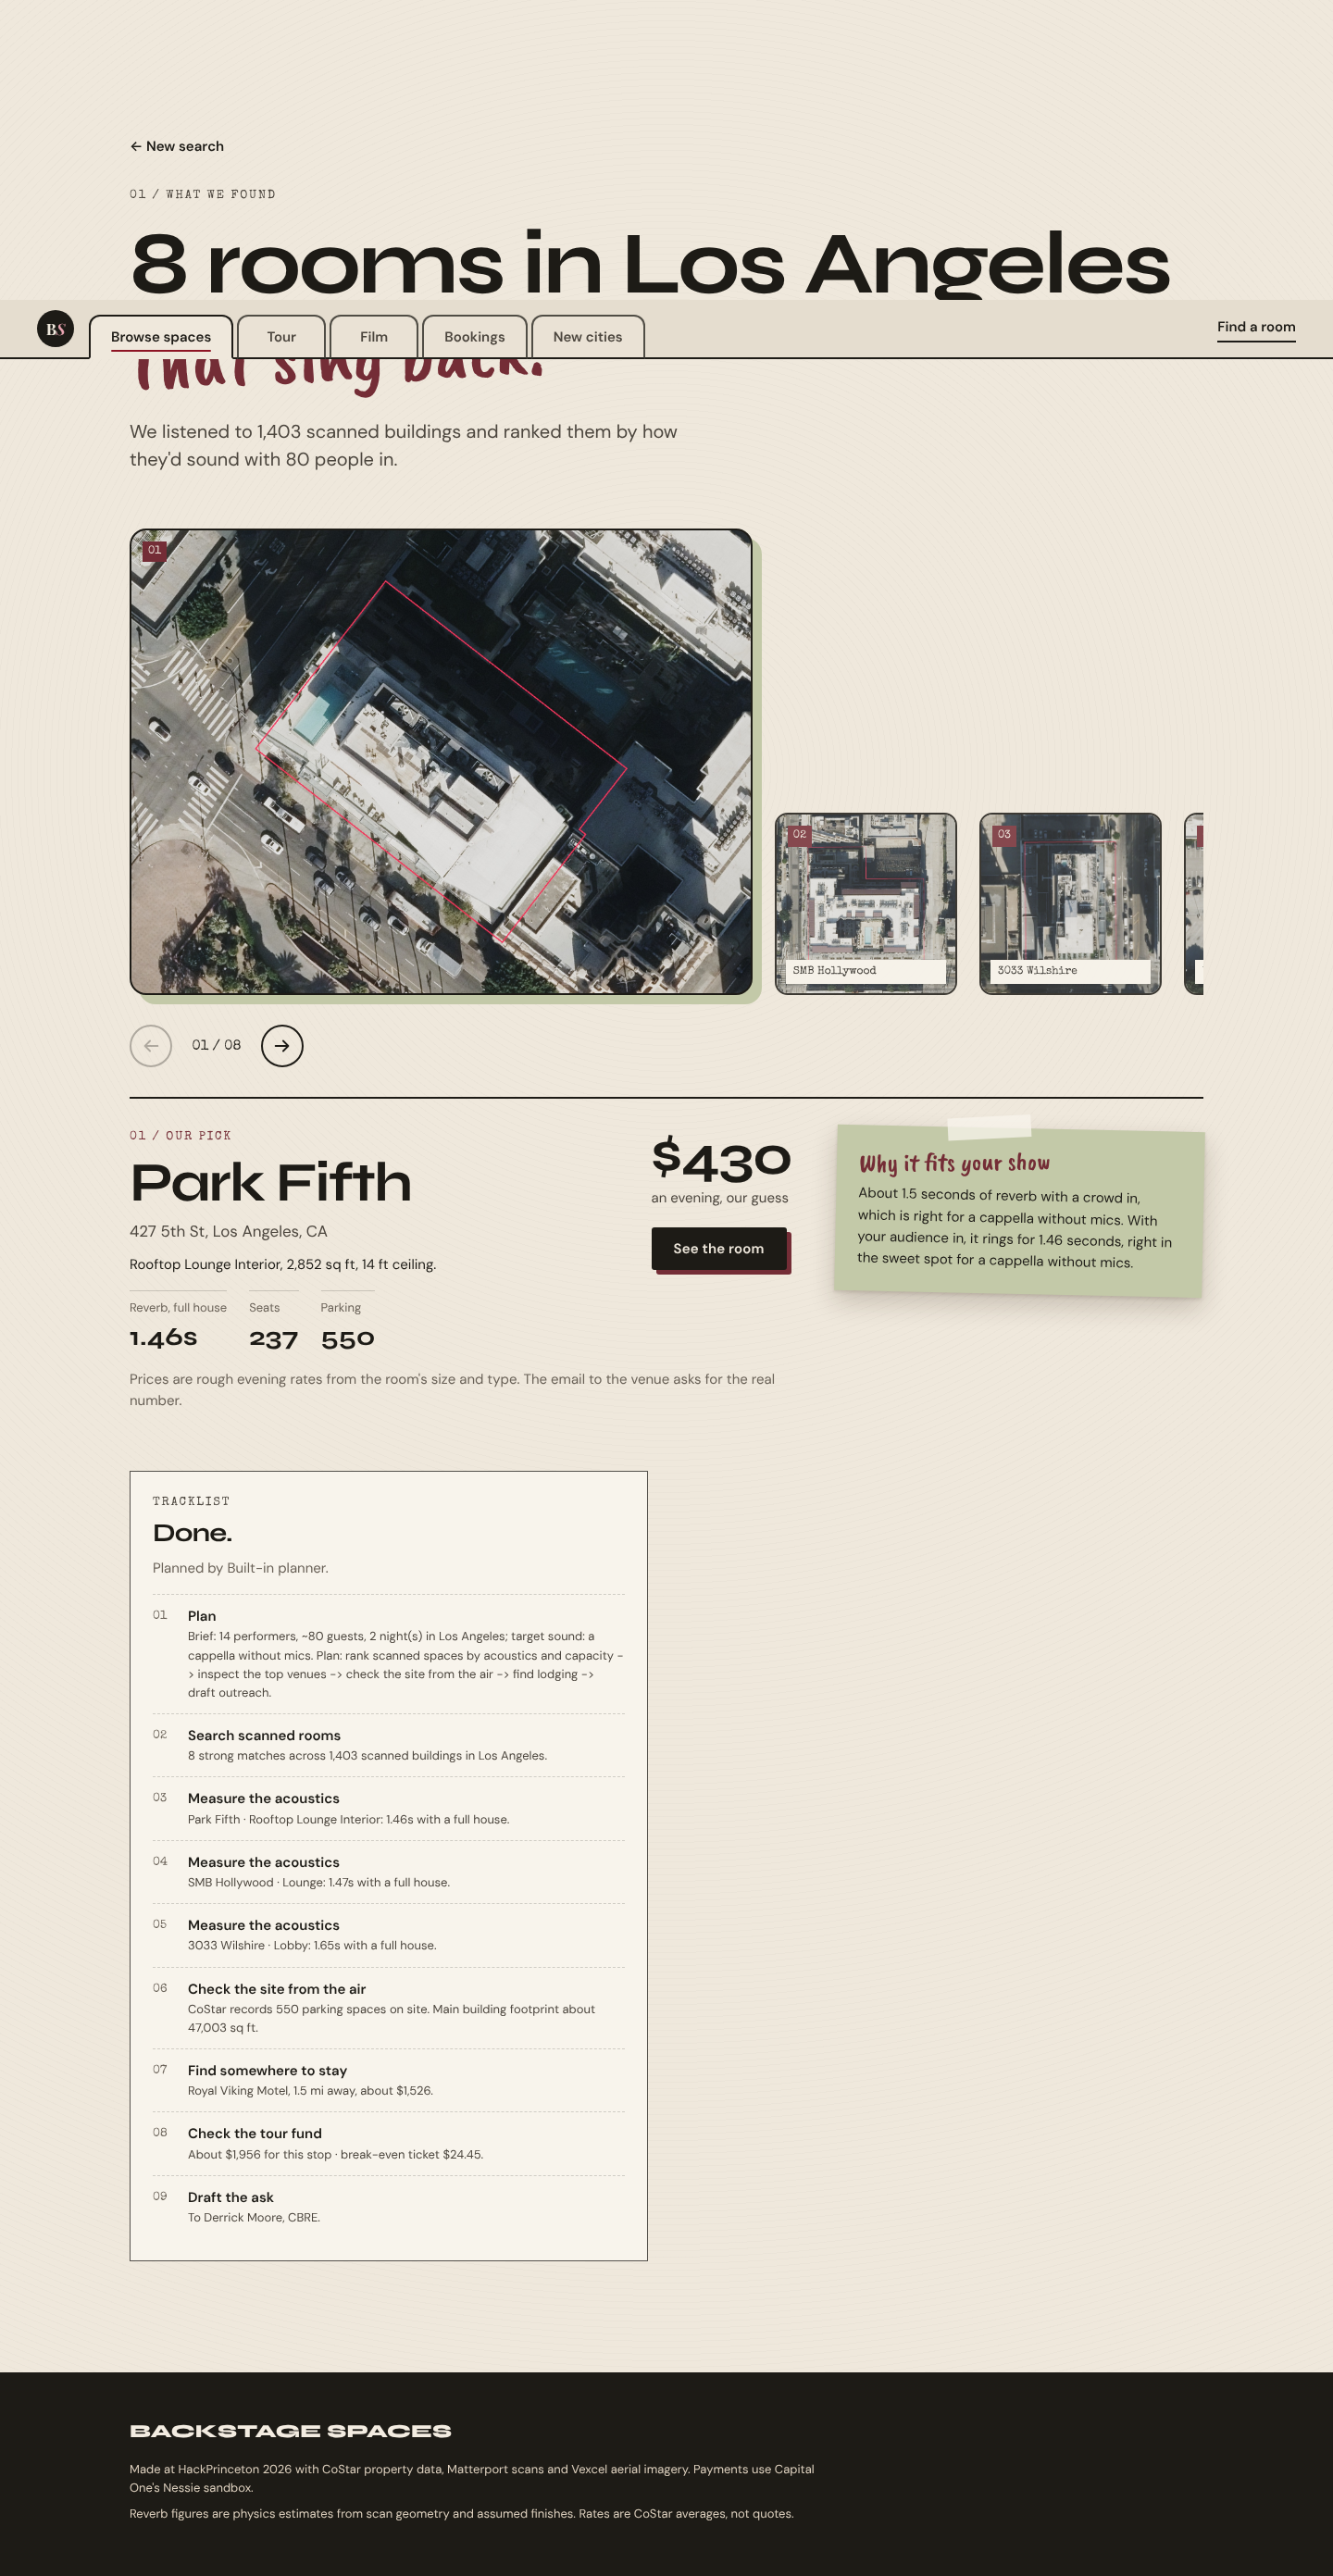 ← New search
01 / WHAT WE FOUND
8 rooms in Los Angeles
BS
Browse spaces
Tour
Film
Bookings
New cities
Find a room
That sing back.
We listened to 1,403 scanned buildings and ranked them by how
they'd sound with 80 people in.
01
02
SMB Hollywood
03
3033 Wilshire
← 01 / 08 →
01 / OUR PICK
Park Fifth
427 5th St, Los Angeles, CA
Rooftop Lounge Interior, 2,852 sq ft, 14 ft ceiling.
Reverb, full house
1.46s
Seats
237
Parking
550
Prices are rough evening rates from the room's size and type. The email to the venue asks for the real
number.
$430
an evening, our guess
See the room
Why it fits your show
About 1.5 seconds of reverb with a crowd in,
which is right for a cappella without mics. With
your audience in, it rings for 1.46 seconds, right in
the sweet spot for a cappella without mics.
TRACKLIST
Done.
Planned by Built-in planner.
01 Plan
Brief: 14 performers, ~80 guests, 2 night(s) in Los Angeles; target sound: a
cappella without mics. Plan: rank scanned spaces by acoustics and capacity -
> inspect the top venues -> check the site from the air -> find lodging ->
draft outreach.
02 Search scanned rooms
8 strong matches across 1,403 scanned buildings in Los Angeles.
03 Measure the acoustics
Park Fifth · Rooftop Lounge Interior: 1.46s with a full house.
04 Measure the acoustics
SMB Hollywood · Lounge: 1.47s with a full house.
05 Measure the acoustics
3033 Wilshire · Lobby: 1.65s with a full house.
06 Check the site from the air
CoStar records 550 parking spaces on site. Main building footprint about
47,003 sq ft.
07 Find somewhere to stay
Royal Viking Motel, 1.5 mi away, about $1,526.
08 Check the tour fund
About $1,956 for this stop · break-even ticket $24.45.
09 Draft the ask
To Derrick Moore, CBRE.
BACKSTAGE SPACES
Made at HackPrinceton 2026 with CoStar property data, Matterport scans and Vexcel aerial imagery. Payments use Capital
One's Nessie sandbox.
Reverb figures are physics estimates from scan geometry and assumed finishes. Rates are CoStar averages, not quotes.